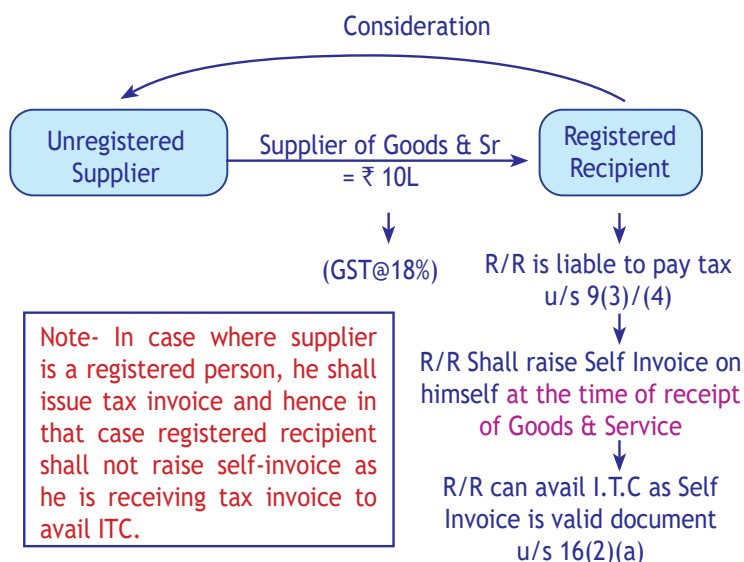 Consideration
Unregistered
Supplier
Supplier of Goods & Sr
= ₹ 10L
Registered
Recipient
(GST@18%)
R/R is liable to pay tax
u/s 9(3)/(4)
Note- In case where supplier
is a registered person, he shall
issue tax invoice and hence in
that case registered recipient
shall not raise self-invoice as
he is receiving tax invoice to
avail ITC.
R/R Shall raise Self Invoice on
himself at the time of receipt
of Goods & Service
R/R can avail I.T.C as Self
Invoice is valid document
u/s 16(2)(a)